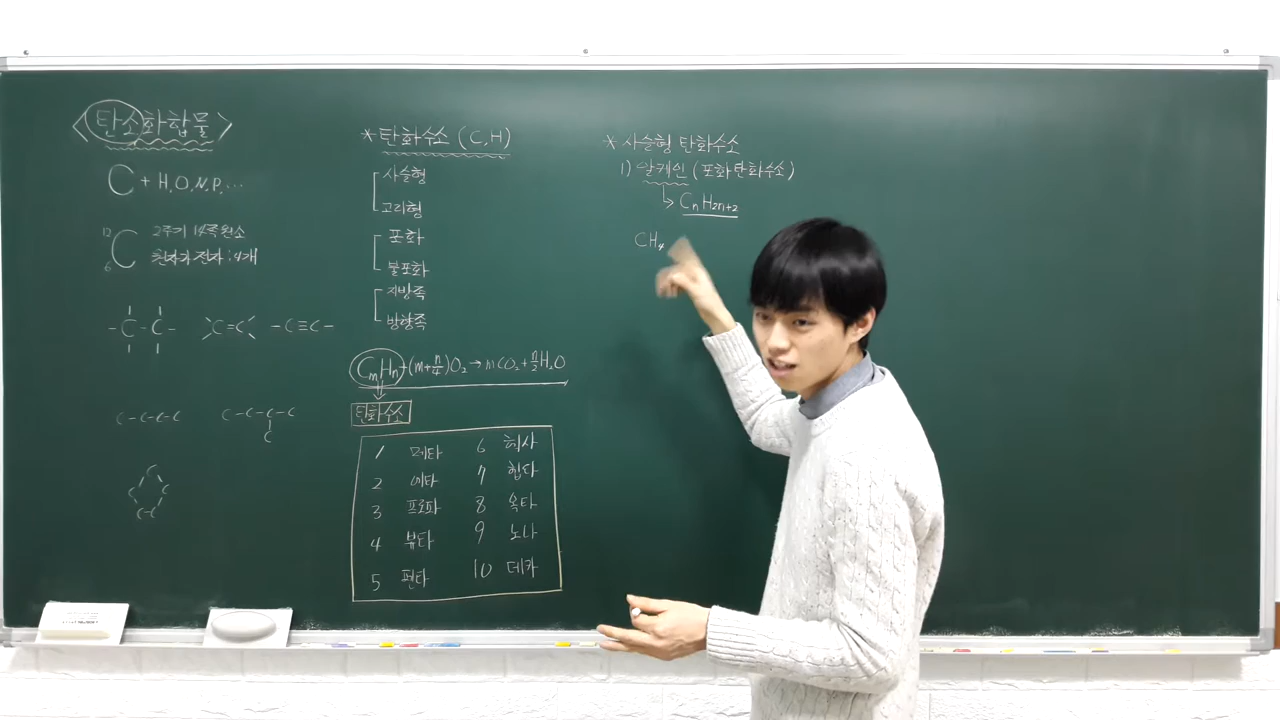 <탄소화합물>
C + H, O, N, P, ...
12 6 C 2주기 14족 원소
원자가 전자 : 4개
-C-C- C=C -C≡C-
C-C-C-C C-C-C-C
C
C
C C
C-C
* 탄화수소 (C, H)
사슬형
고리형
포화
불포화
지방족
방향족
CmHn+(m+n/4)O2→mCO2+n/2H2O
탄화수소
1 메타 6 헥사
2 에타 7 헵타
3 프로파 8 옥타
4 뷰타 9 노나
5 펜타 10 데카
* 사슬형 탄화수소
1) 알케인 (포화탄화수소)
CnH2n+2
CH4